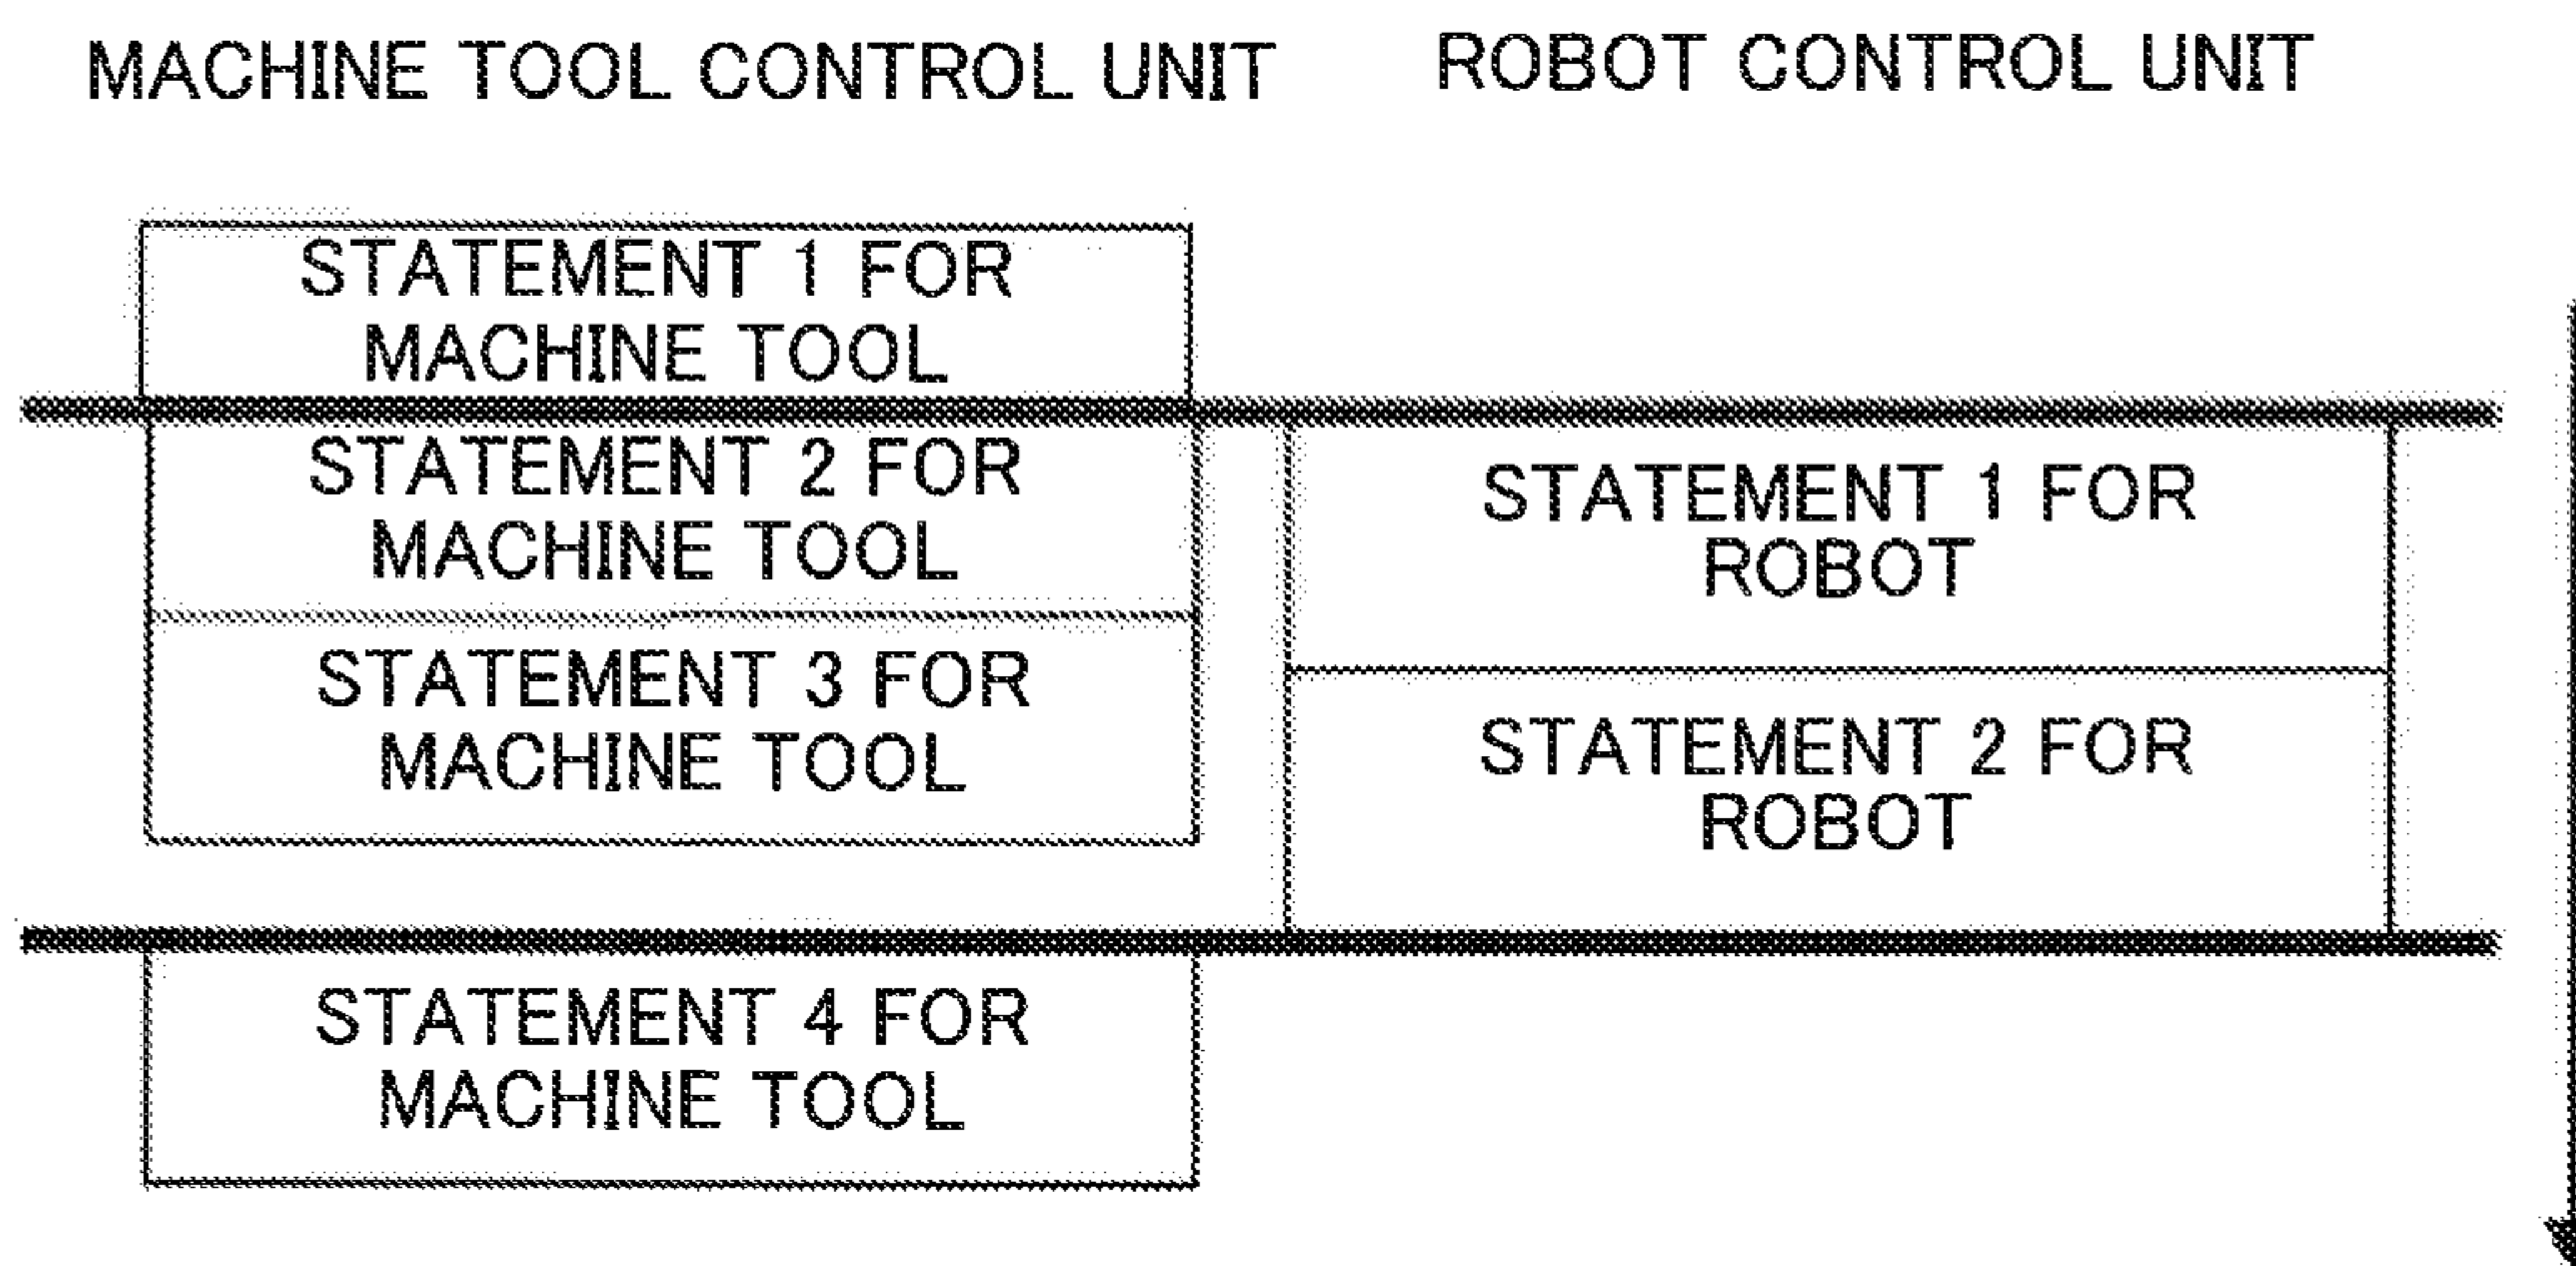 MACHINE TOOL CONTROL UNIT
ROBOT CONTROL UNIT
STATEMENT 1 FOR
MACHINE TOOL
STATEMENT 2 FOR
MACHINE TOOL
STATEMENT 3 FOR
MACHINE TOOL
STATEMENT 1 FOR
ROBOT
STATEMENT 2 FOR
ROBOT
STATEMENT 4 FOR
MACHINE TOOL